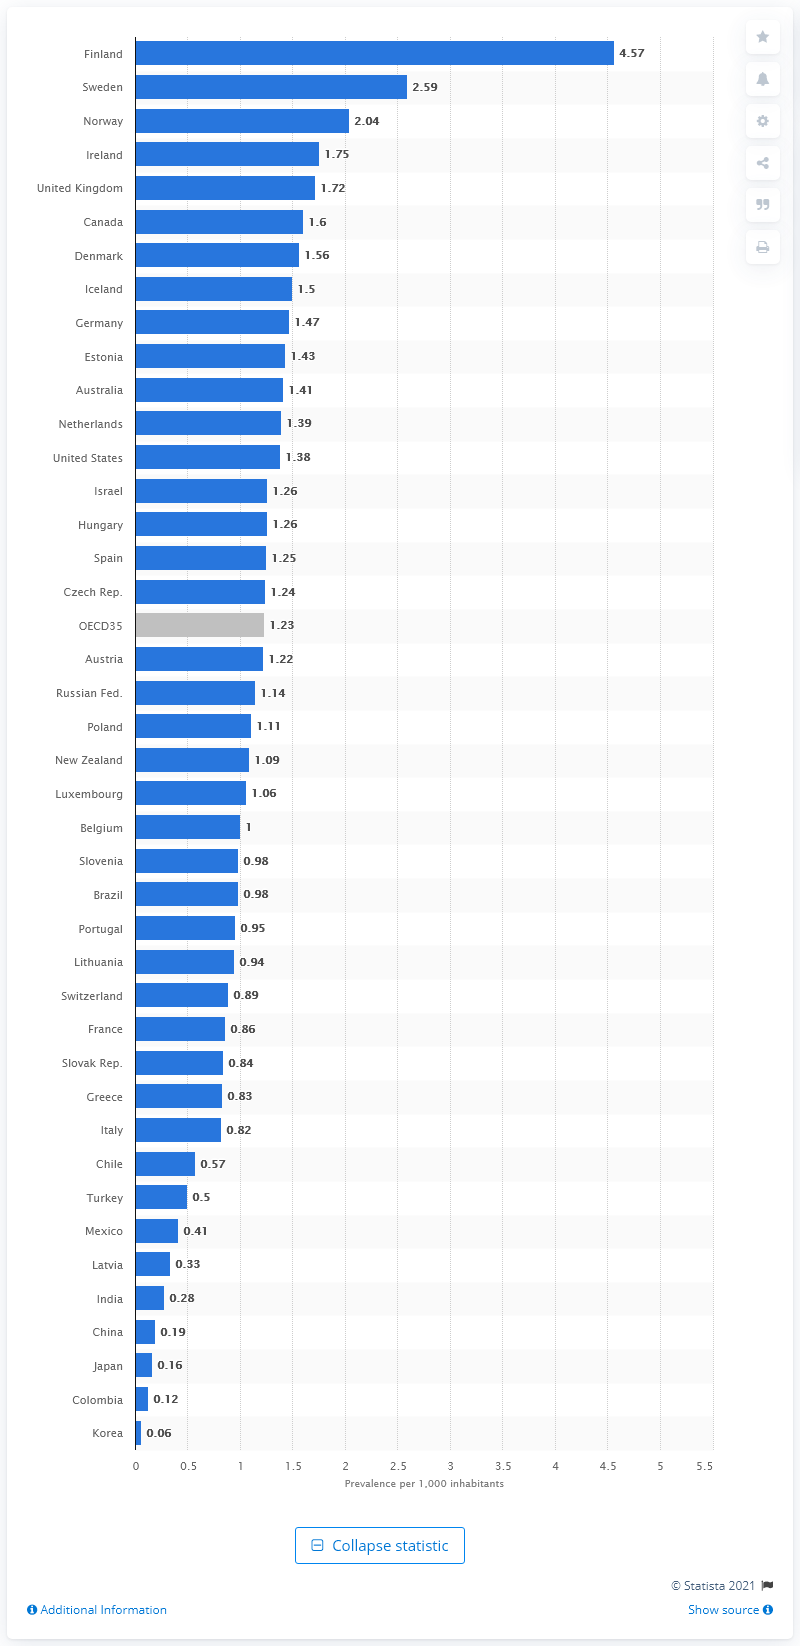 Finland 4.57
Sweden 2.59
Norway 2.04
Ireland 1.75
United Kingdom 1.72
Canada 1.6
Denmark 1.56
Iceland 1.5
Germany 1.47
Estonia 1.43
Australia 1.41
Netherlands 1.39
United States 1.38
Israel 1.26
Hungary 1.26
Spain 1.25
Czech Rep. 1.24
OECD35 1.23
Austria 1.22
Russian Fed. 1.14
Poland 1.11
New Zealand 1.09
Luxembourg 1.06
Belgium 1
Slovenia 0.98
Brazil 0.98
Portugal 0.95
Lithuania 0.94
Switzerland 0.89
France 0.86
Slovak Rep. 0.84
Greece 0.83
Italy 0.82
Chile 0.57
Turkey 0.5
Mexico 0.41
Latvia 0.33
India 0.28
China 0.19
Japan 0.16
Colombia 0.12
Korea 0.06
0 0.5 1 1.5 2 2.5 3 3.5 4 4.5 5 5.5
Prevalence per 1,000 inhabitants
Collapse statistic
© Statista 2021
Additional Information Show source